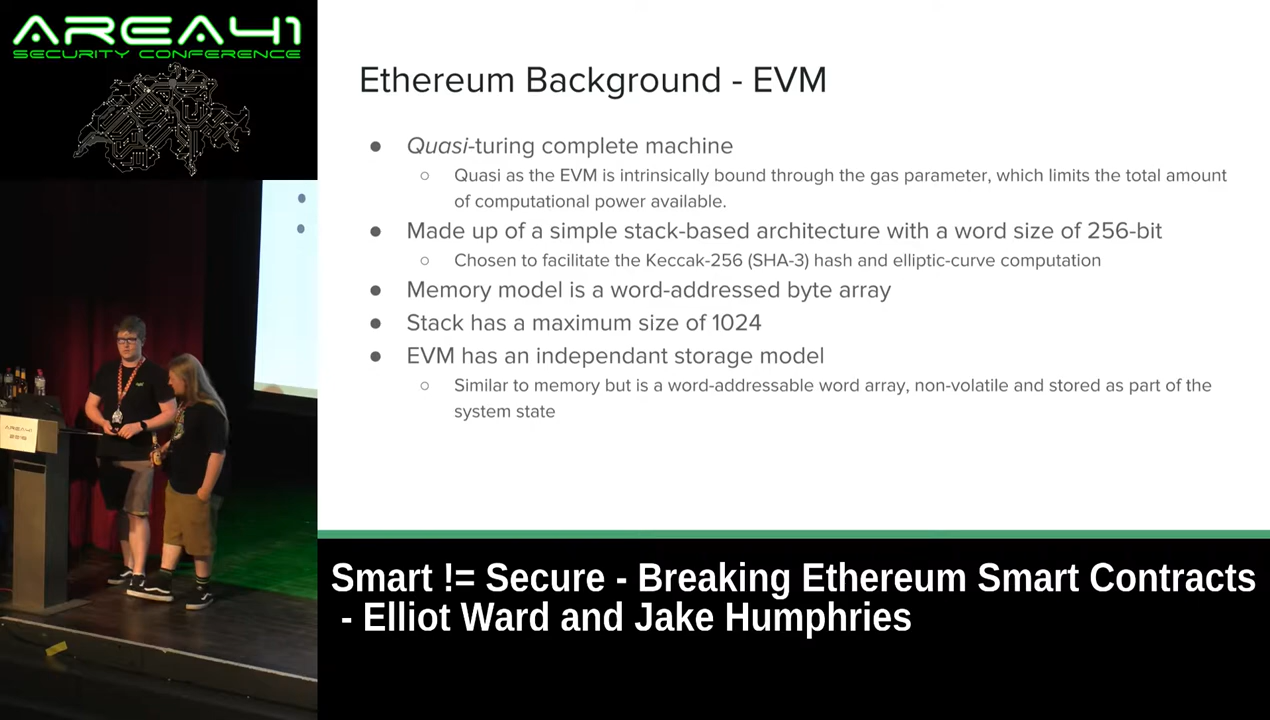 AREA41
SECURITY CONFERENCE
Ethereum Background - EVM
● Quasi-turing complete machine
○ Quasi as the EVM is intrinsically bound through the gas parameter, which limits the total amount
of computational power available.
● Made up of a simple stack-based architecture with a word size of 256-bit
○ Chosen to facilitate the Keccak-256 (SHA-3) hash and elliptic-curve computation
● Memory model is a word-addressed byte array
● Stack has a maximum size of 1024
● EVM has an independant storage model
○ Similar to memory but is a word-addressable word array, non-volatile and stored as part of the
system state
AREA41
Smart != Secure - Breaking Ethereum Smart Contracts
- Elliot Ward and Jake Humphries